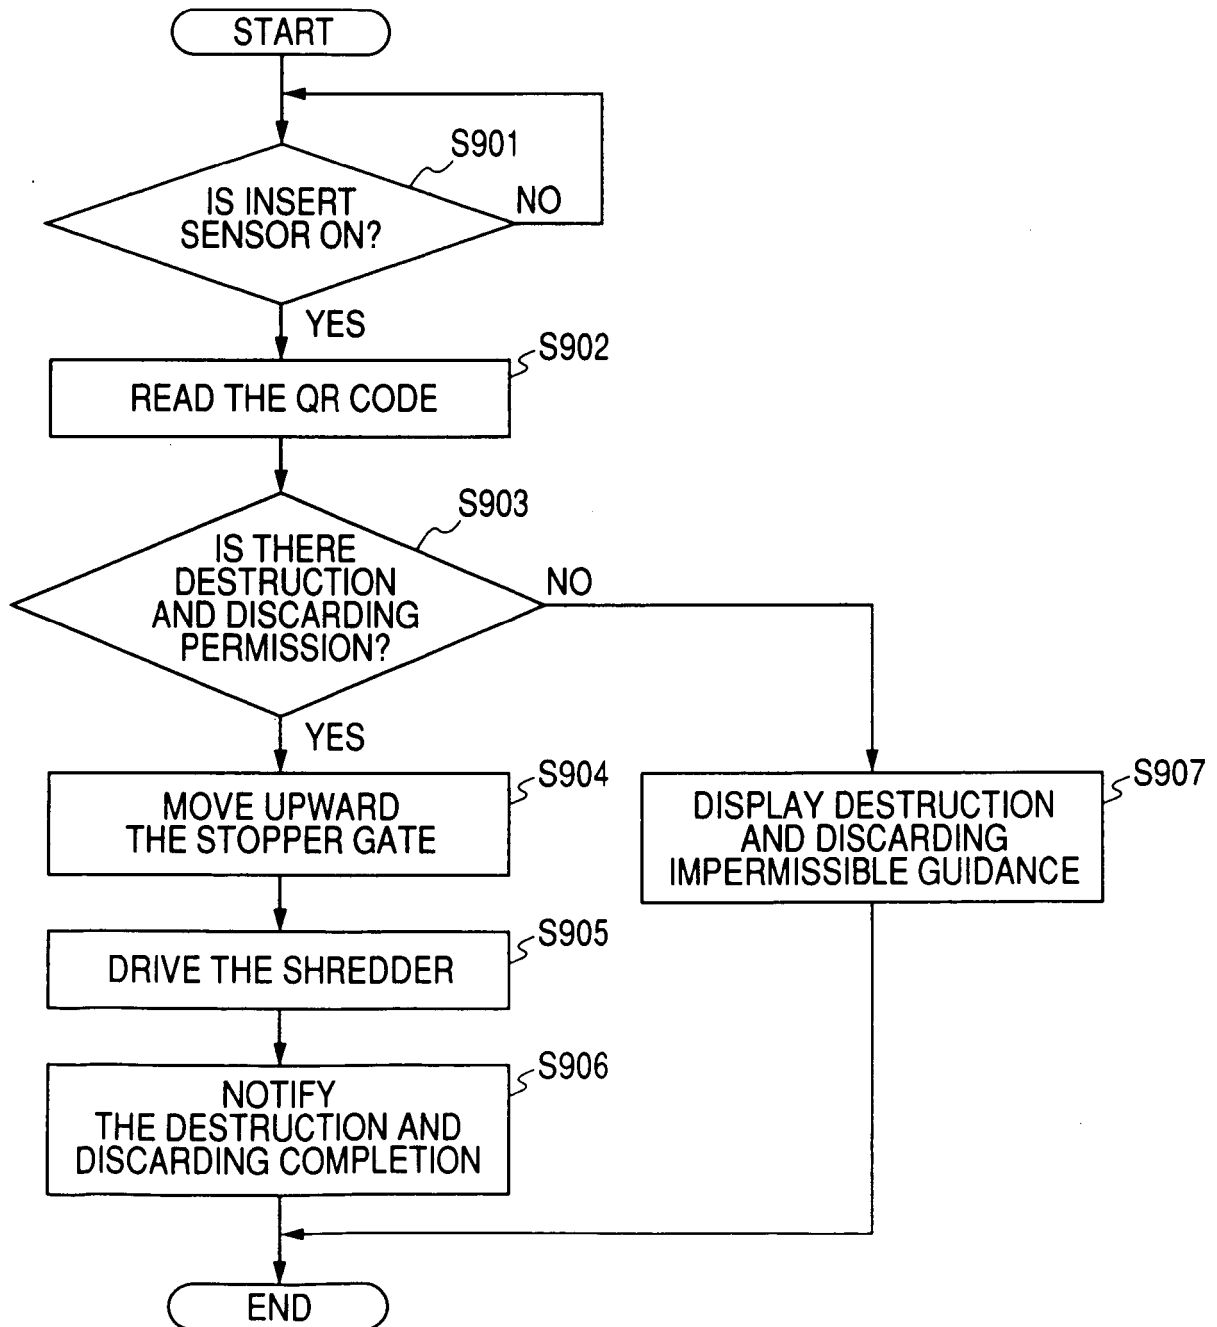 START
S901
IS INSERT
SENSOR ON?
NO
YES
S902
READ THE QR CODE
S903
IS THERE
DESTRUCTION
AND DISCARDING
PERMISSION?
NO
YES
S904
MOVE UPWARD
THE STOPPER GATE
S907
DISPLAY DESTRUCTION
AND DISCARDING
IMPERMISSIBLE GUIDANCE
S905
DRIVE THE SHREDDER
S906
NOTIFY
THE DESTRUCTION AND
DISCARDING COMPLETION
END